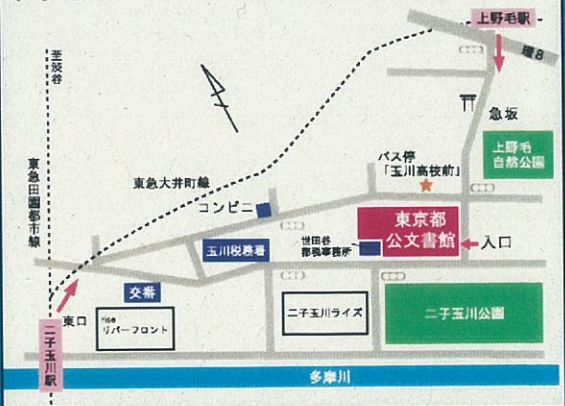 上野毛駅
環8
至渋谷
急坂
上野毛
自然公園
バス停
「玉川高校前」
東急田園都市線
東急大井町線
コンビニ
東京都
公文書館
入口
玉川税務署
世田谷
都税事務所
交番
東口
rise
リバーフロント
二子玉川ライズ
二子玉川公園
二子玉川駅
多摩川